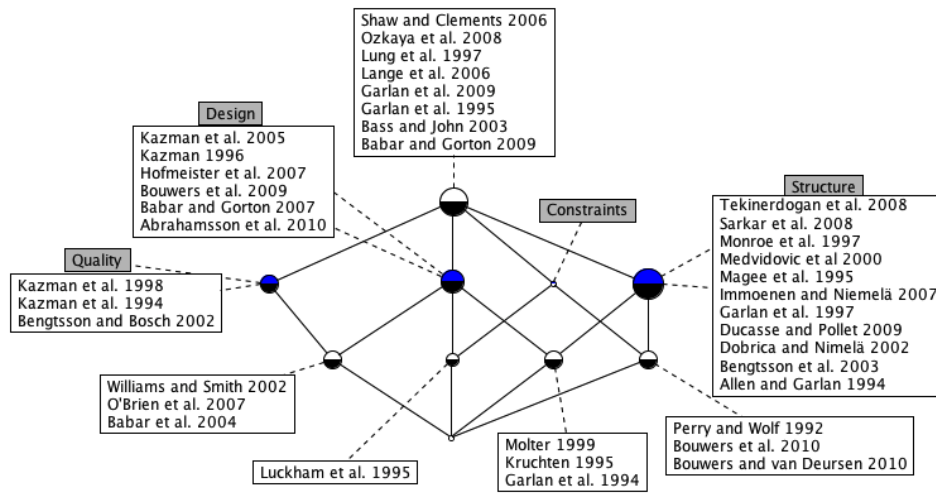 Shaw and Clements 2006
Ozkaya et al. 2008
Lung et al. 1997
Lange et al. 2006
Garlan et al. 2009
Garlan et al. 1995
Bass and John 2003
Babar and Gorton 2009
Design
Kazman et al. 2005
Kazman 1996
Hofmeister et al. 2007
Bouwers et al. 2009
Babar and Gorton 2007
Abrahamsson et al. 2010
Constraints
Structure
Tekinerdogan et al. 2008
Sarkar et al. 2008
Monroe et al. 1997
Medvidovic et al 2000
Magee et al. 1995
Immoenen and Niemelä 2007
Garlan et al. 1997
Ducasse and Pollet 2009
Dobrica and Nimelä 2002
Bengtsson et al. 2003
Allen and Garlan 1994
Quality
Kazman et al. 1998
Kazman et al. 1994
Bengtsson and Bosch 2002
Williams and Smith 2002
O'Brien et al. 2007
Babar et al. 2004
Luckham et al. 1995
Molter 1999
Kruchten 1995
Garlan et al. 1994
Perry and Wolf 1992
Bouwers et al. 2010
Bouwers and van Deursen 2010